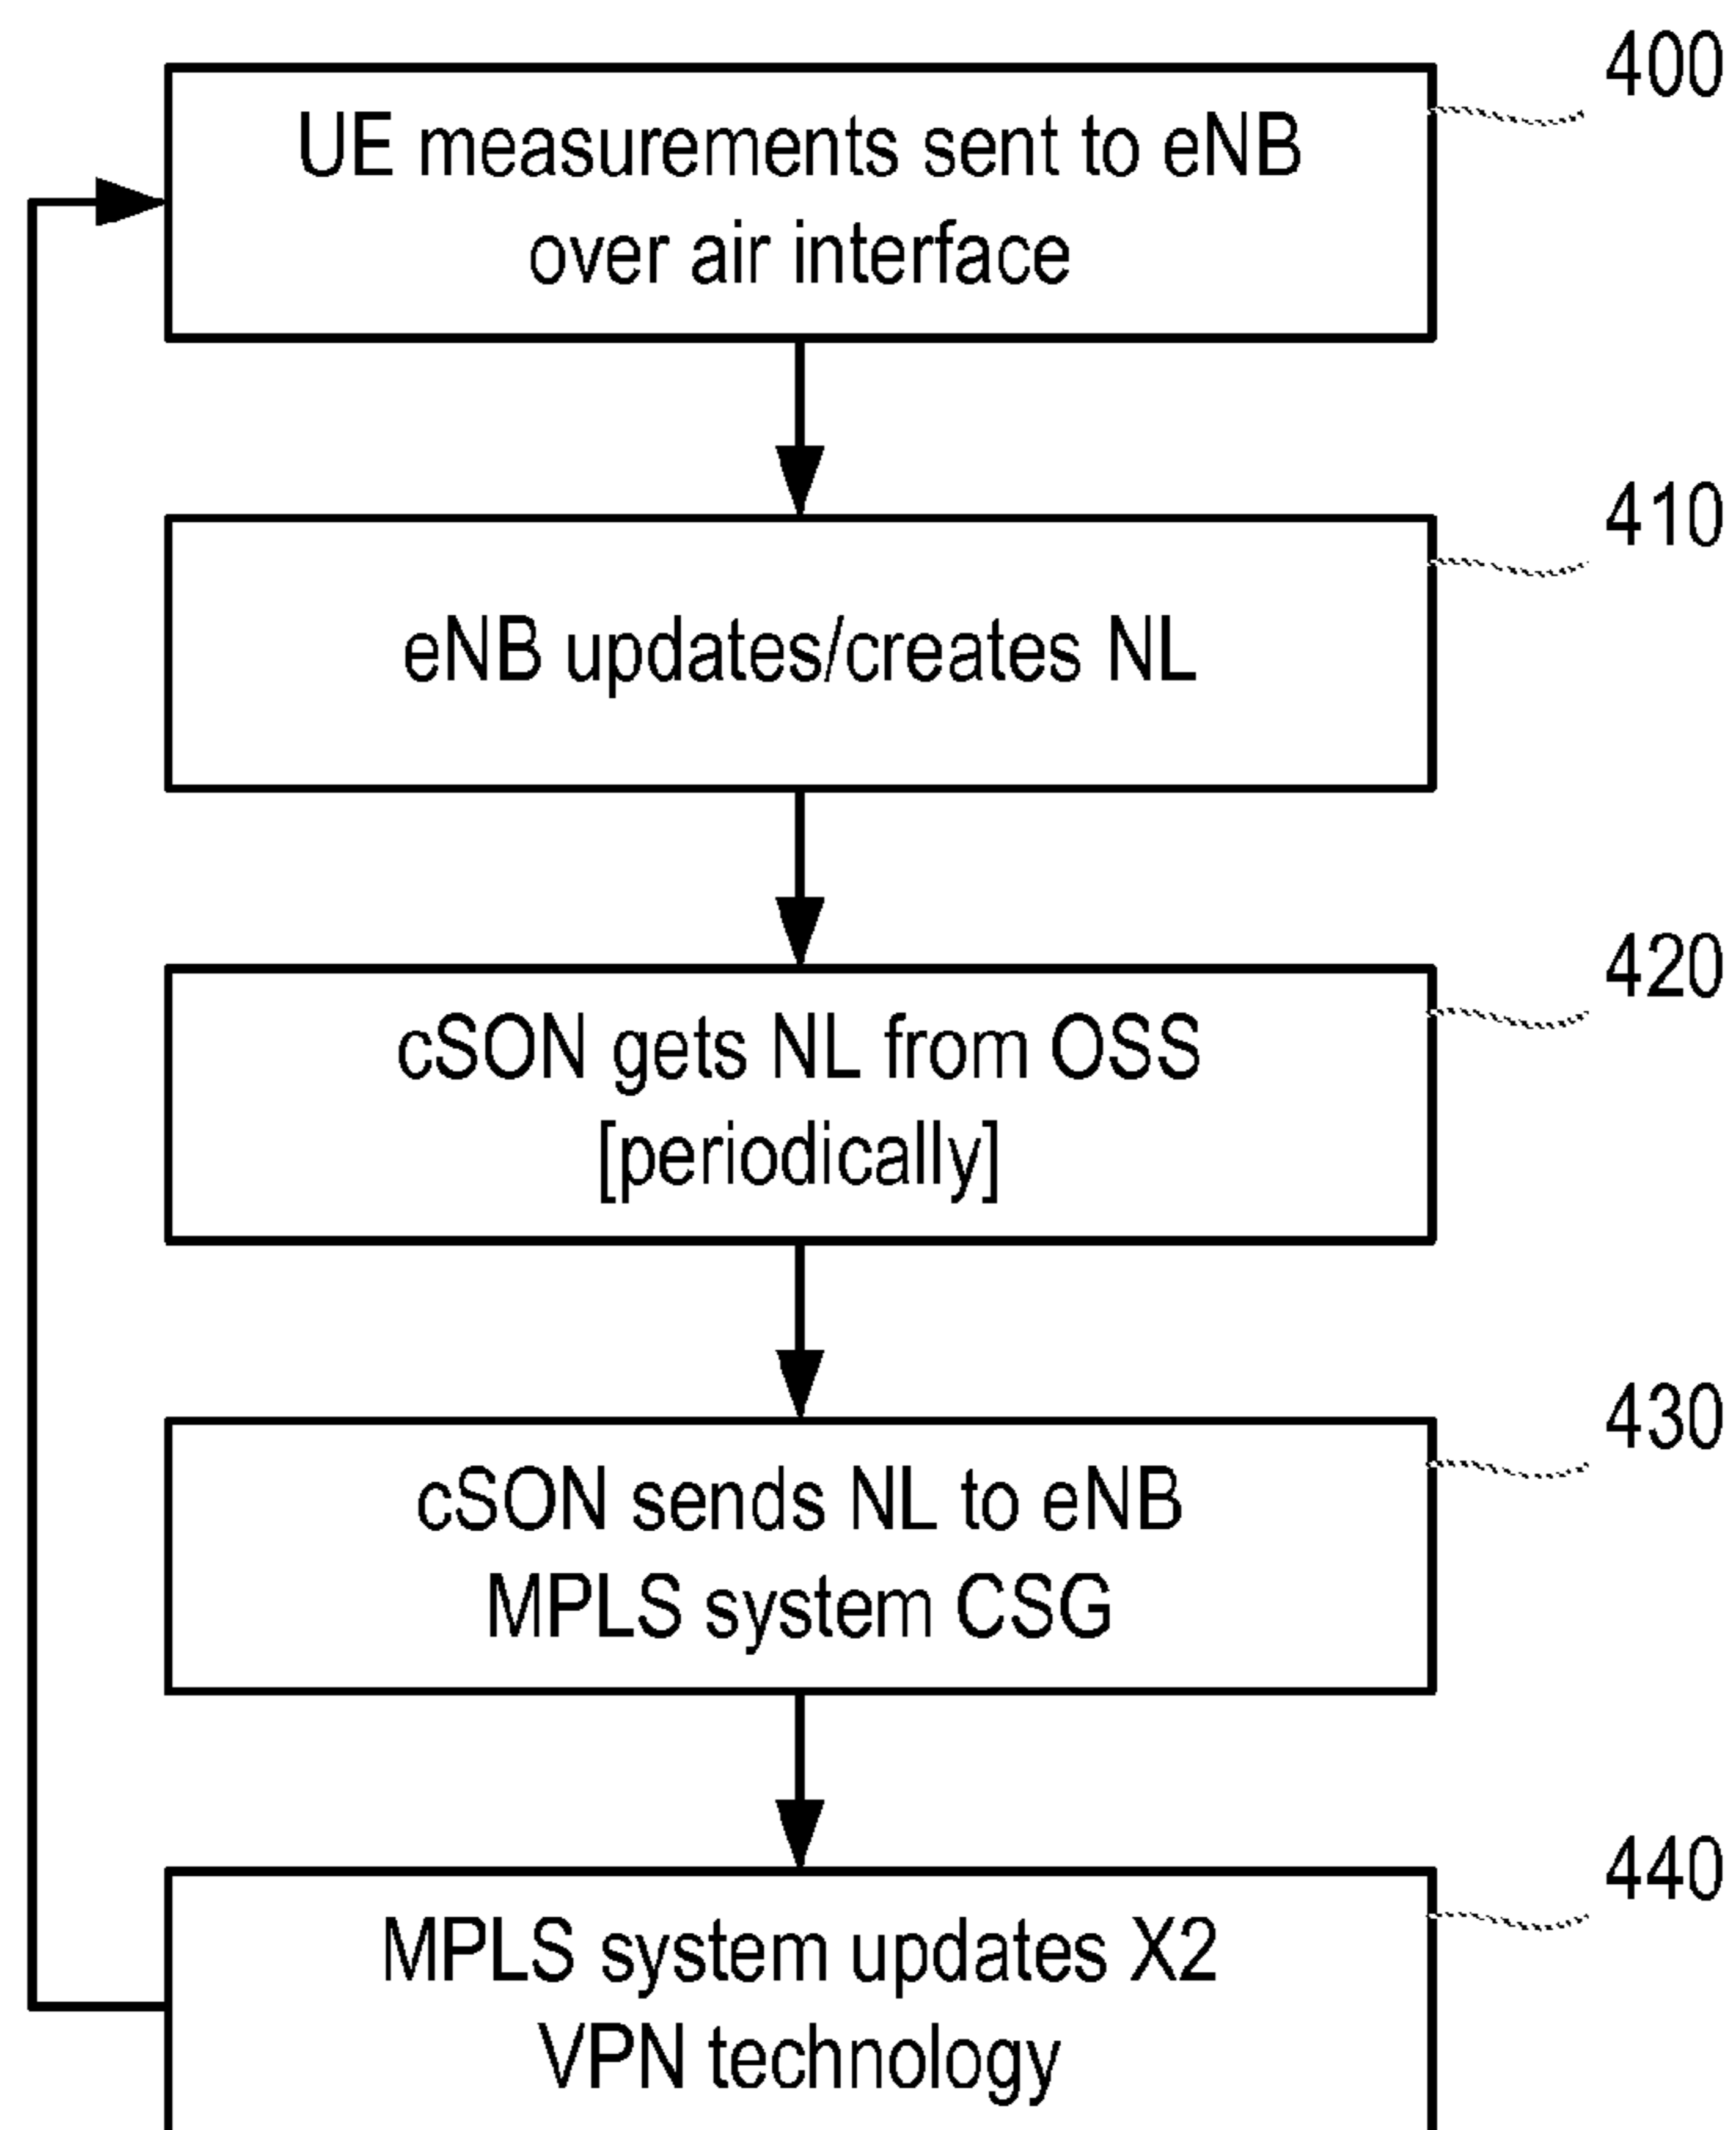 400
UE measurements sent to eNB
over air interface
410
eNB updates/creates NL
420
cSON gets NL from OSS
[periodically]
430
cSON sends NL to eNB
MPLS system CSG
440
MPLS system updates X2
VPN technology